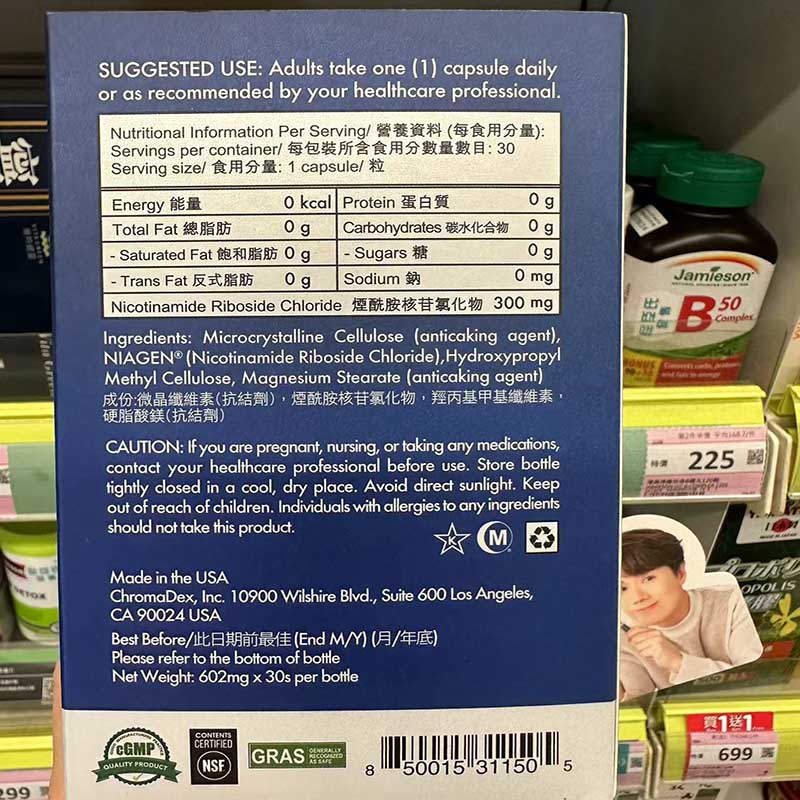 SUGGESTED USE: Adults take one (1) capsule daily
or as recommended by your healthcare professional.
Nutritional Information Per Serving/ 營養資料 (每食用分量):
Servings per container/ 每包裝所含食用分數量數目: 30
Serving size/ 食用分量: 1 capsule/ 粒
Energy 能量 0 kcal Protein 蛋白質 0 g
Total Fat 總脂肪 0 g Carbohydrates 碳水化合物 0 g
- Saturated Fat 飽和脂肪 0 g - Sugars 糖 0 g
- Trans Fat 反式脂肪 0 g Sodium 鈉 0 mg
Nicotinamide Riboside Chloride 煙酰胺核苷氯化物 300 mg
Ingredients: Microcrystalline Cellulose (anticaking agent),
NIAGEN® (Nicotinamide Riboside Chloride),Hydroxypropyl
Methyl Cellulose, Magnesium Stearate (anticaking agent)
成份:微晶纖維素(抗結劑)，煙酰胺核苷氯化物，羥丙基甲基纖維素，
硬脂酸鎂(抗結劑)
CAUTION: If you are pregnant, nursing, or taking any medications,
contact your healthcare professional before use. Store bottle
tightly closed in a cool, dry place. Avoid direct sunlight. Keep
out of reach of children. Individuals with allergies to any ingredients
should not take this product.
K M
Made in the USA
ChromaDex, Inc. 10900 Wilshire Blvd., Suite 600 Los Angeles,
CA 90024 USA
Best Before/此日期前最佳 (End M/Y) (月/年底)
Please refer to the bottom of bottle
Net Weight: 602mg x 30s per bottle
cGMP
QUALITY PRODUCT
CONTENTS
CERTIFIED
NSF
GRAS GENERALLY
RECOGNIZED
AS SAFE
8 50015 31150 5
Jamieson
B 50
Complex
特價 225
OPOLIS
買1送1
699
299
DETOX